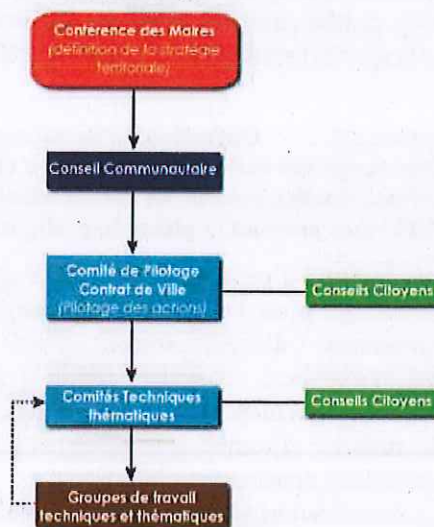 Conférence des Maires
(définition de la stratégie
territoriale)
Conseil Communautaire
Comité de Pilotage
Contrat de Ville
(Pilotage des actions)
Conseils Citoyens
Comités Techniques
thématiques
Conseils Citoyens
Groupes de travail
techniques et thématiques